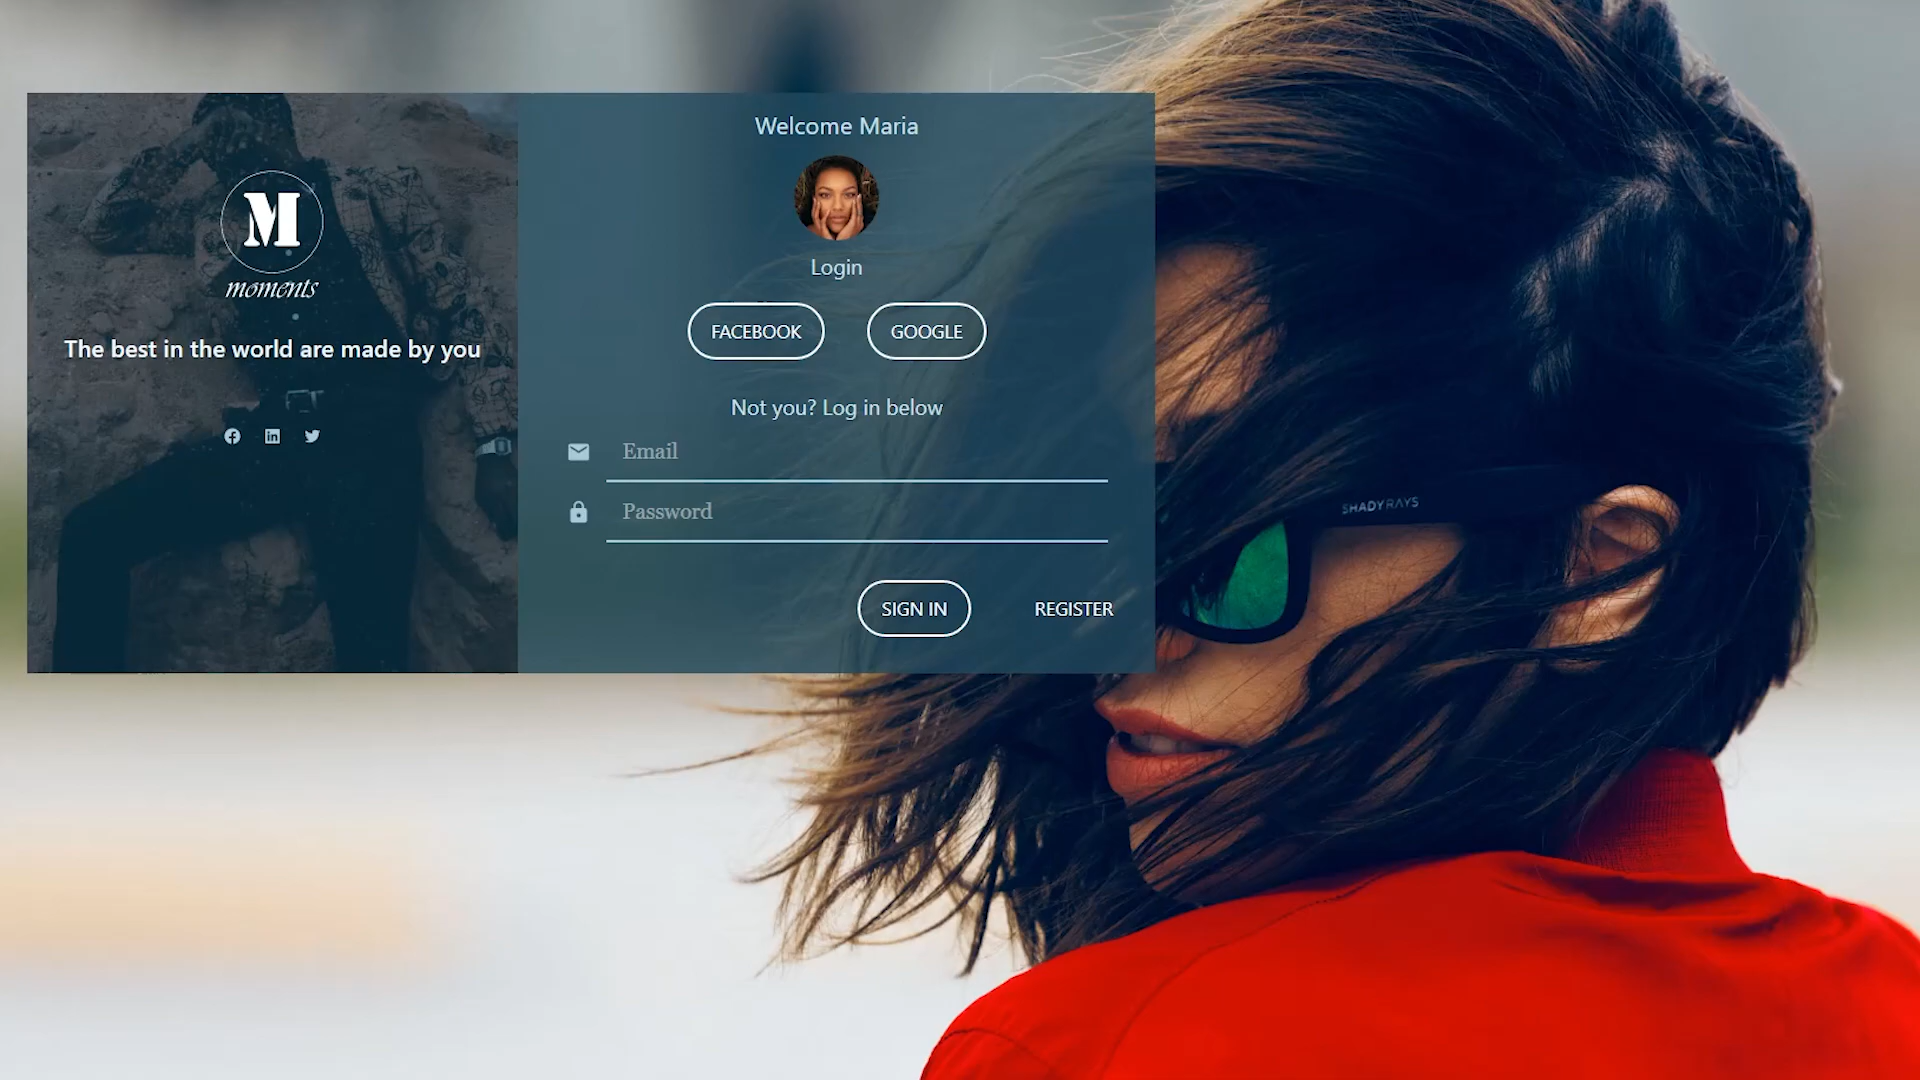 M
moments
The best in the world are made by you
Welcome Maria
Login
FACEBOOK
GOOGLE
Not you? Log in below
Email
Password
SIGN IN
REGISTER
SHADYRAYS